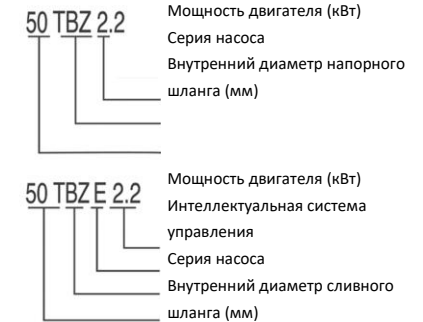 50 TBZ 2.2
Мощность двигателя (кВт)
Серия насоса
Внутренний диаметр напорного
шланга (мм)
50 TBZ E 2.2
Мощность двигателя (кВт)
Интеллектуальная система
управления
Серия насоса
Внутренний диаметр сливного
шланга (мм)